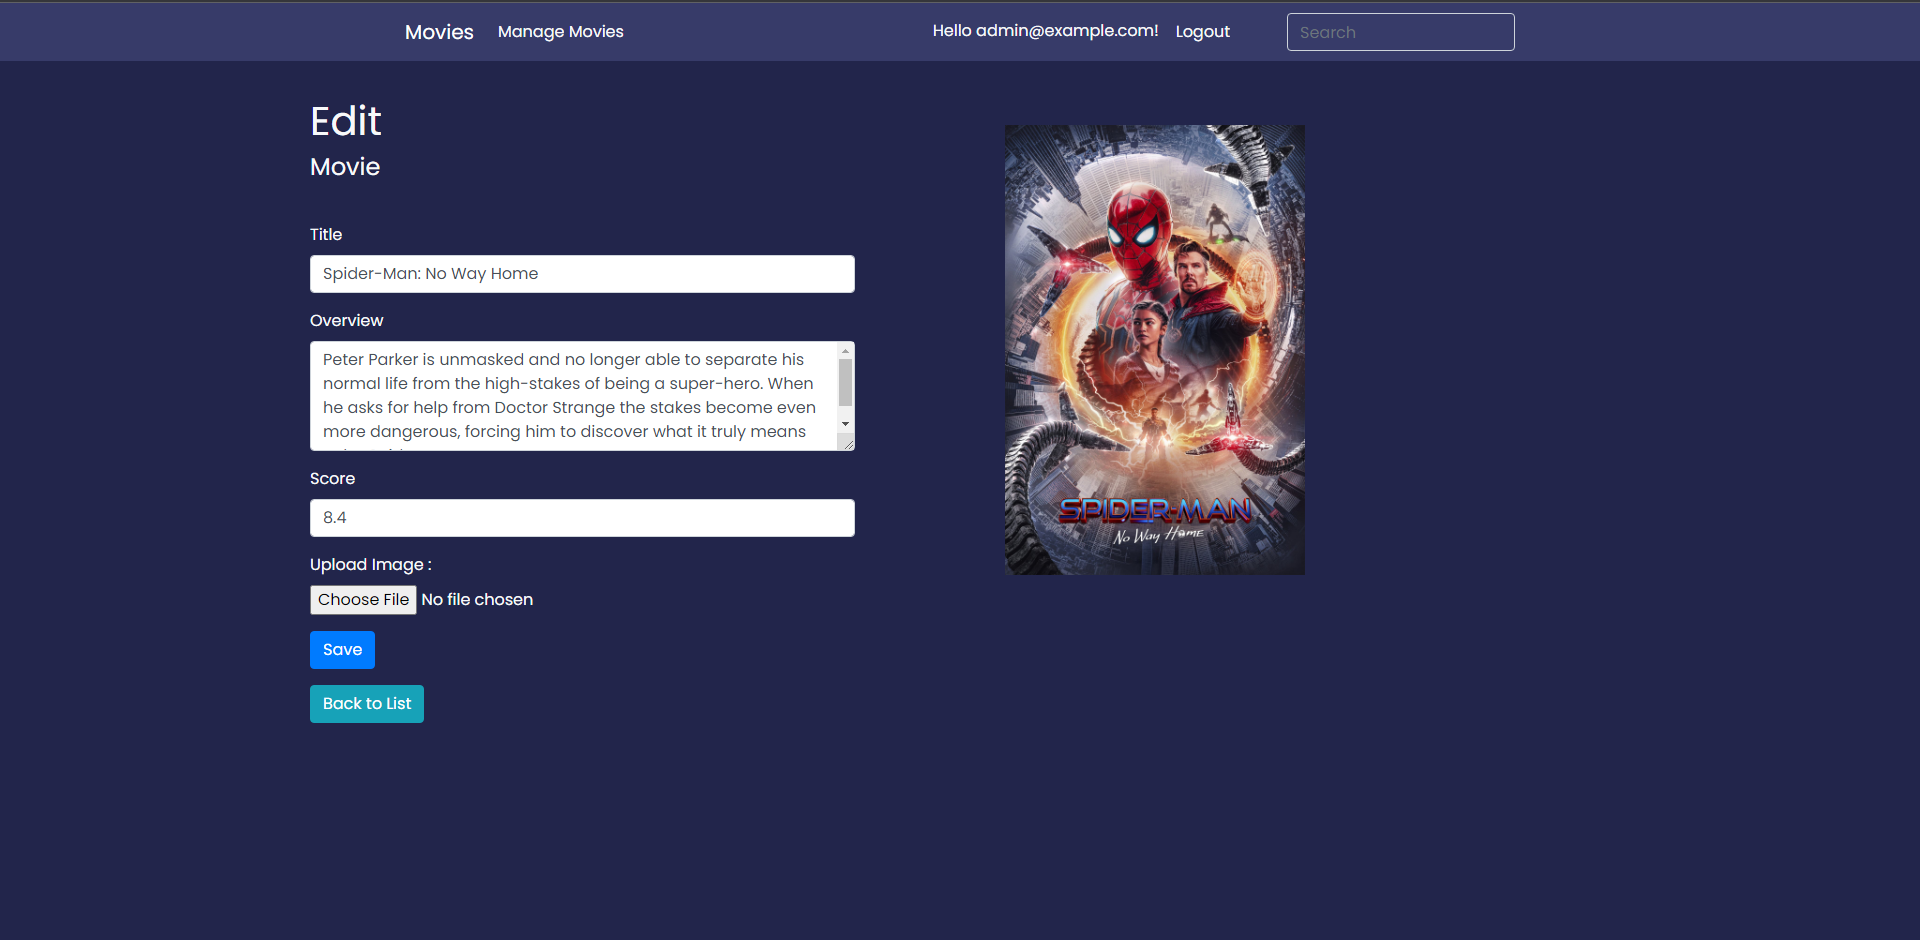 Movies Manage Movies Hello admin@example.com! Logout Search
Edit
Movie
Title
Spider-Man: No Way Home
Overview
Peter Parker is unmasked and no longer able to separate his
normal life from the high-stakes of being a super-hero. When
he asks for help from Doctor Strange the stakes become even
more dangerous, forcing him to discover what it truly means
Score
8.4
Upload Image :
Choose File No file chosen
Save
Back to List
SPIDER-MAN
No Way Home